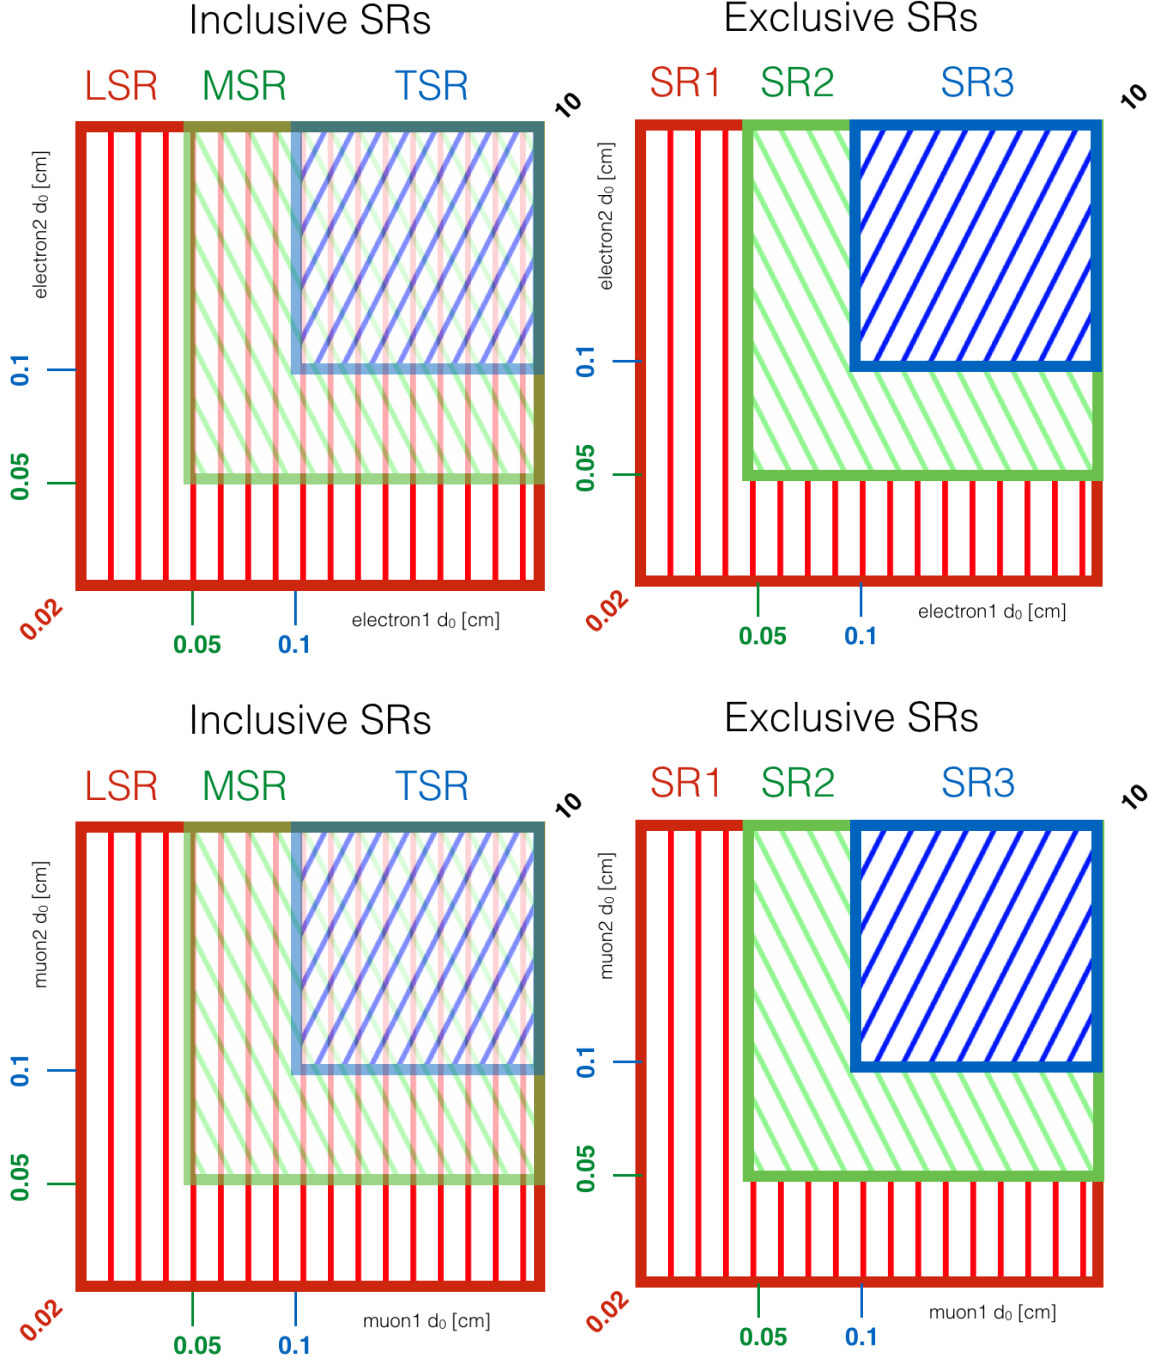 Inclusive SRs
LSR MSR TSR
10
electron2 d₀ [cm]
0.1
0.05
0.02
0.05
0.1
electron1 d₀ [cm]
Exclusive SRs
SR1 SR2 SR3
10
electron2 d₀ [cm]
0.1
0.05
0.02
0.05
0.1
electron1 d₀ [cm]
Inclusive SRs
LSR MSR TSR
10
muon2 d₀ [cm]
0.1
0.05
0.02
0.05
0.1
muon1 d₀ [cm]
Exclusive SRs
SR1 SR2 SR3
10
muon2 d₀ [cm]
0.1
0.05
0.02
0.05
0.1
muon1 d₀ [cm]